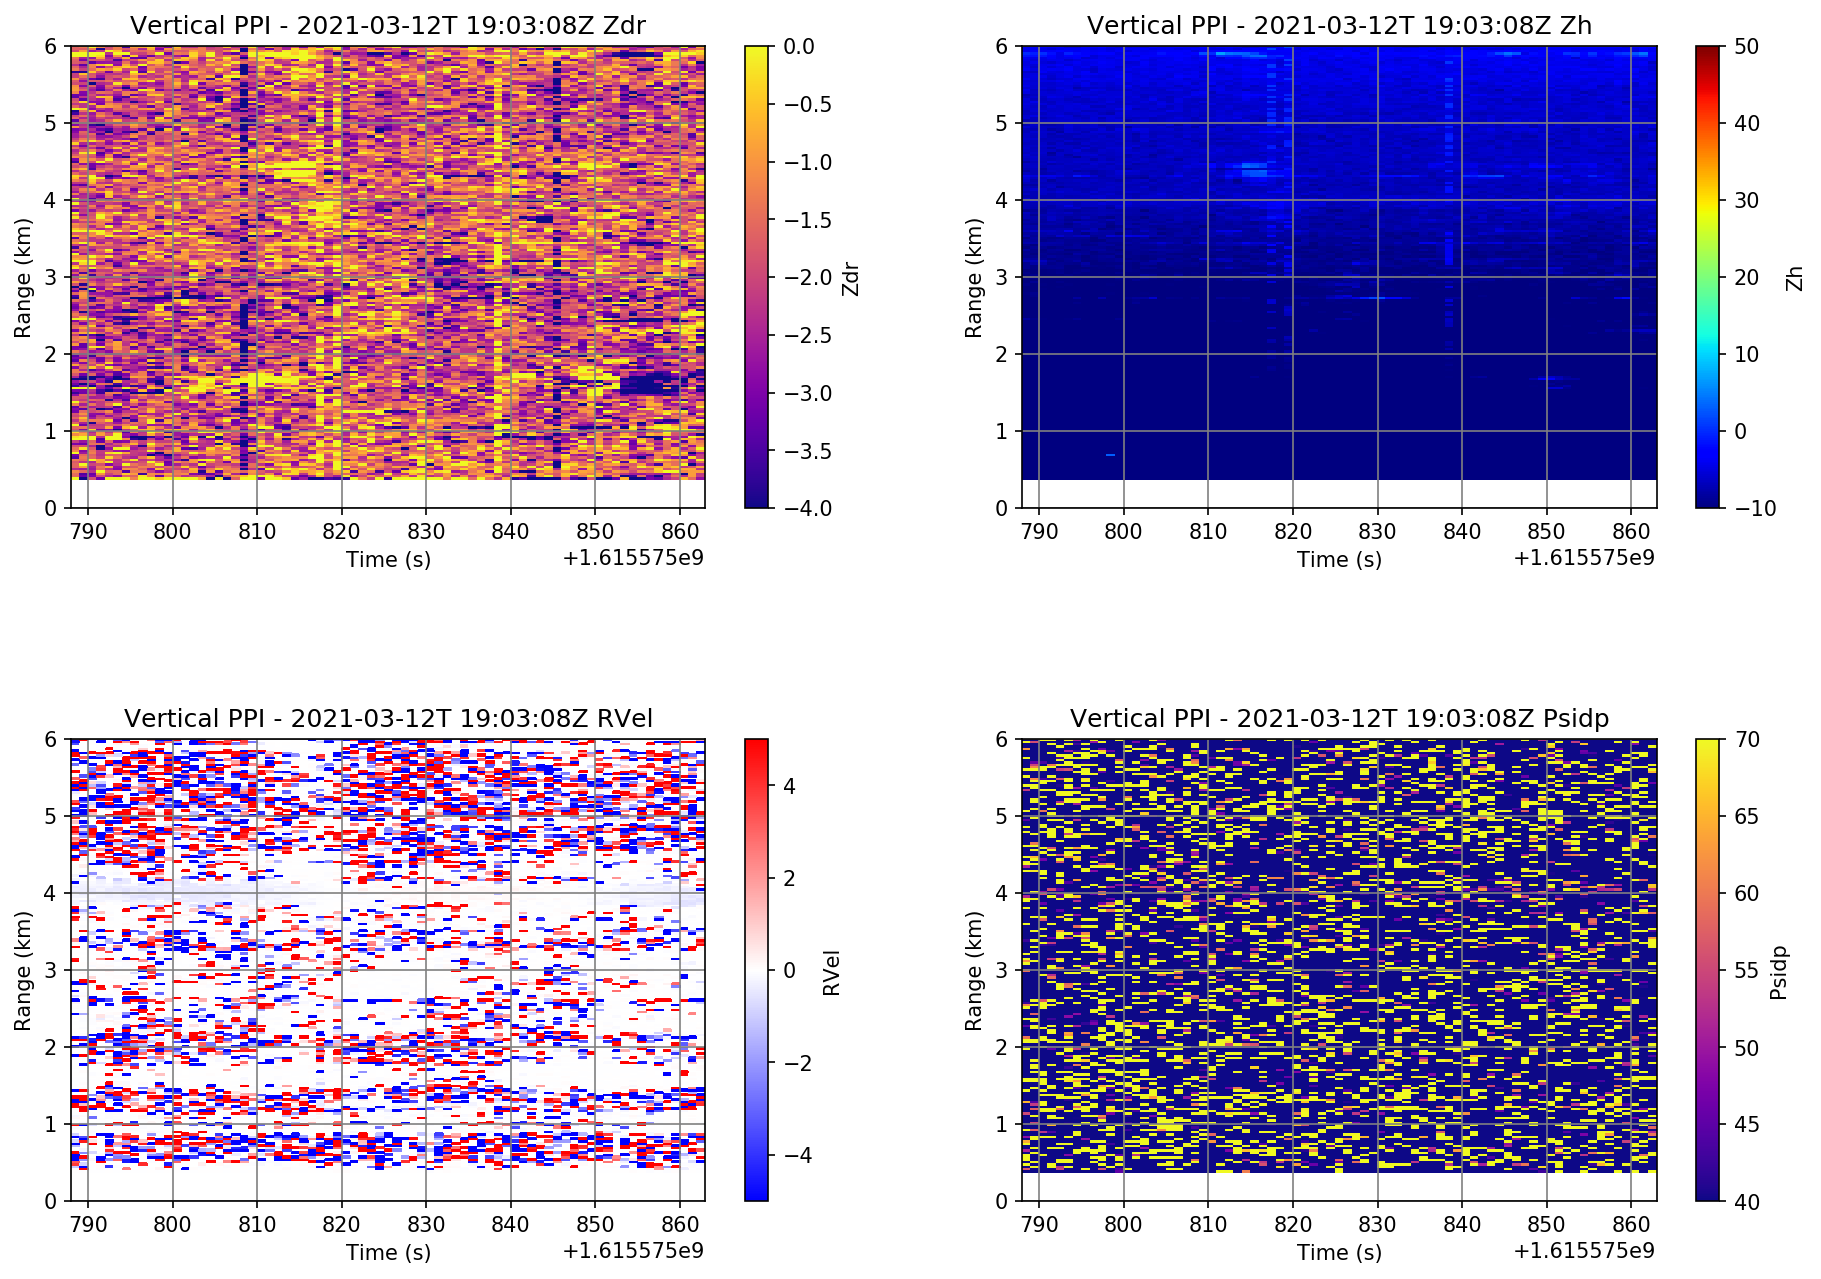 Vertical PPI - 2021-03-12T 19:03:08Z Zdr
6
5
4
3
2
1
0
Range (km)
790 800 810 820 830 840 850 860
Time (s)
+1.615575e9
0.0
−0.5
−1.0
−1.5
−2.0
−2.5
−3.0
−3.5
−4.0
Zdr
Vertical PPI - 2021-03-12T 19:03:08Z Zh
6
5
4
3
2
1
0
Range (km)
790 800 810 820 830 840 850 860
Time (s)
+1.615575e9
50
40
30
20
10
0
−10
Zh
Vertical PPI - 2021-03-12T 19:03:08Z RVel
6
5
4
3
2
1
0
Range (km)
790 800 810 820 830 840 850 860
Time (s)
+1.615575e9
4
2
0
−2
−4
RVel
Vertical PPI - 2021-03-12T 19:03:08Z Psidp
6
5
4
3
2
1
0
Range (km)
790 800 810 820 830 840 850 860
Time (s)
+1.615575e9
70
65
60
55
50
45
40
Psidp